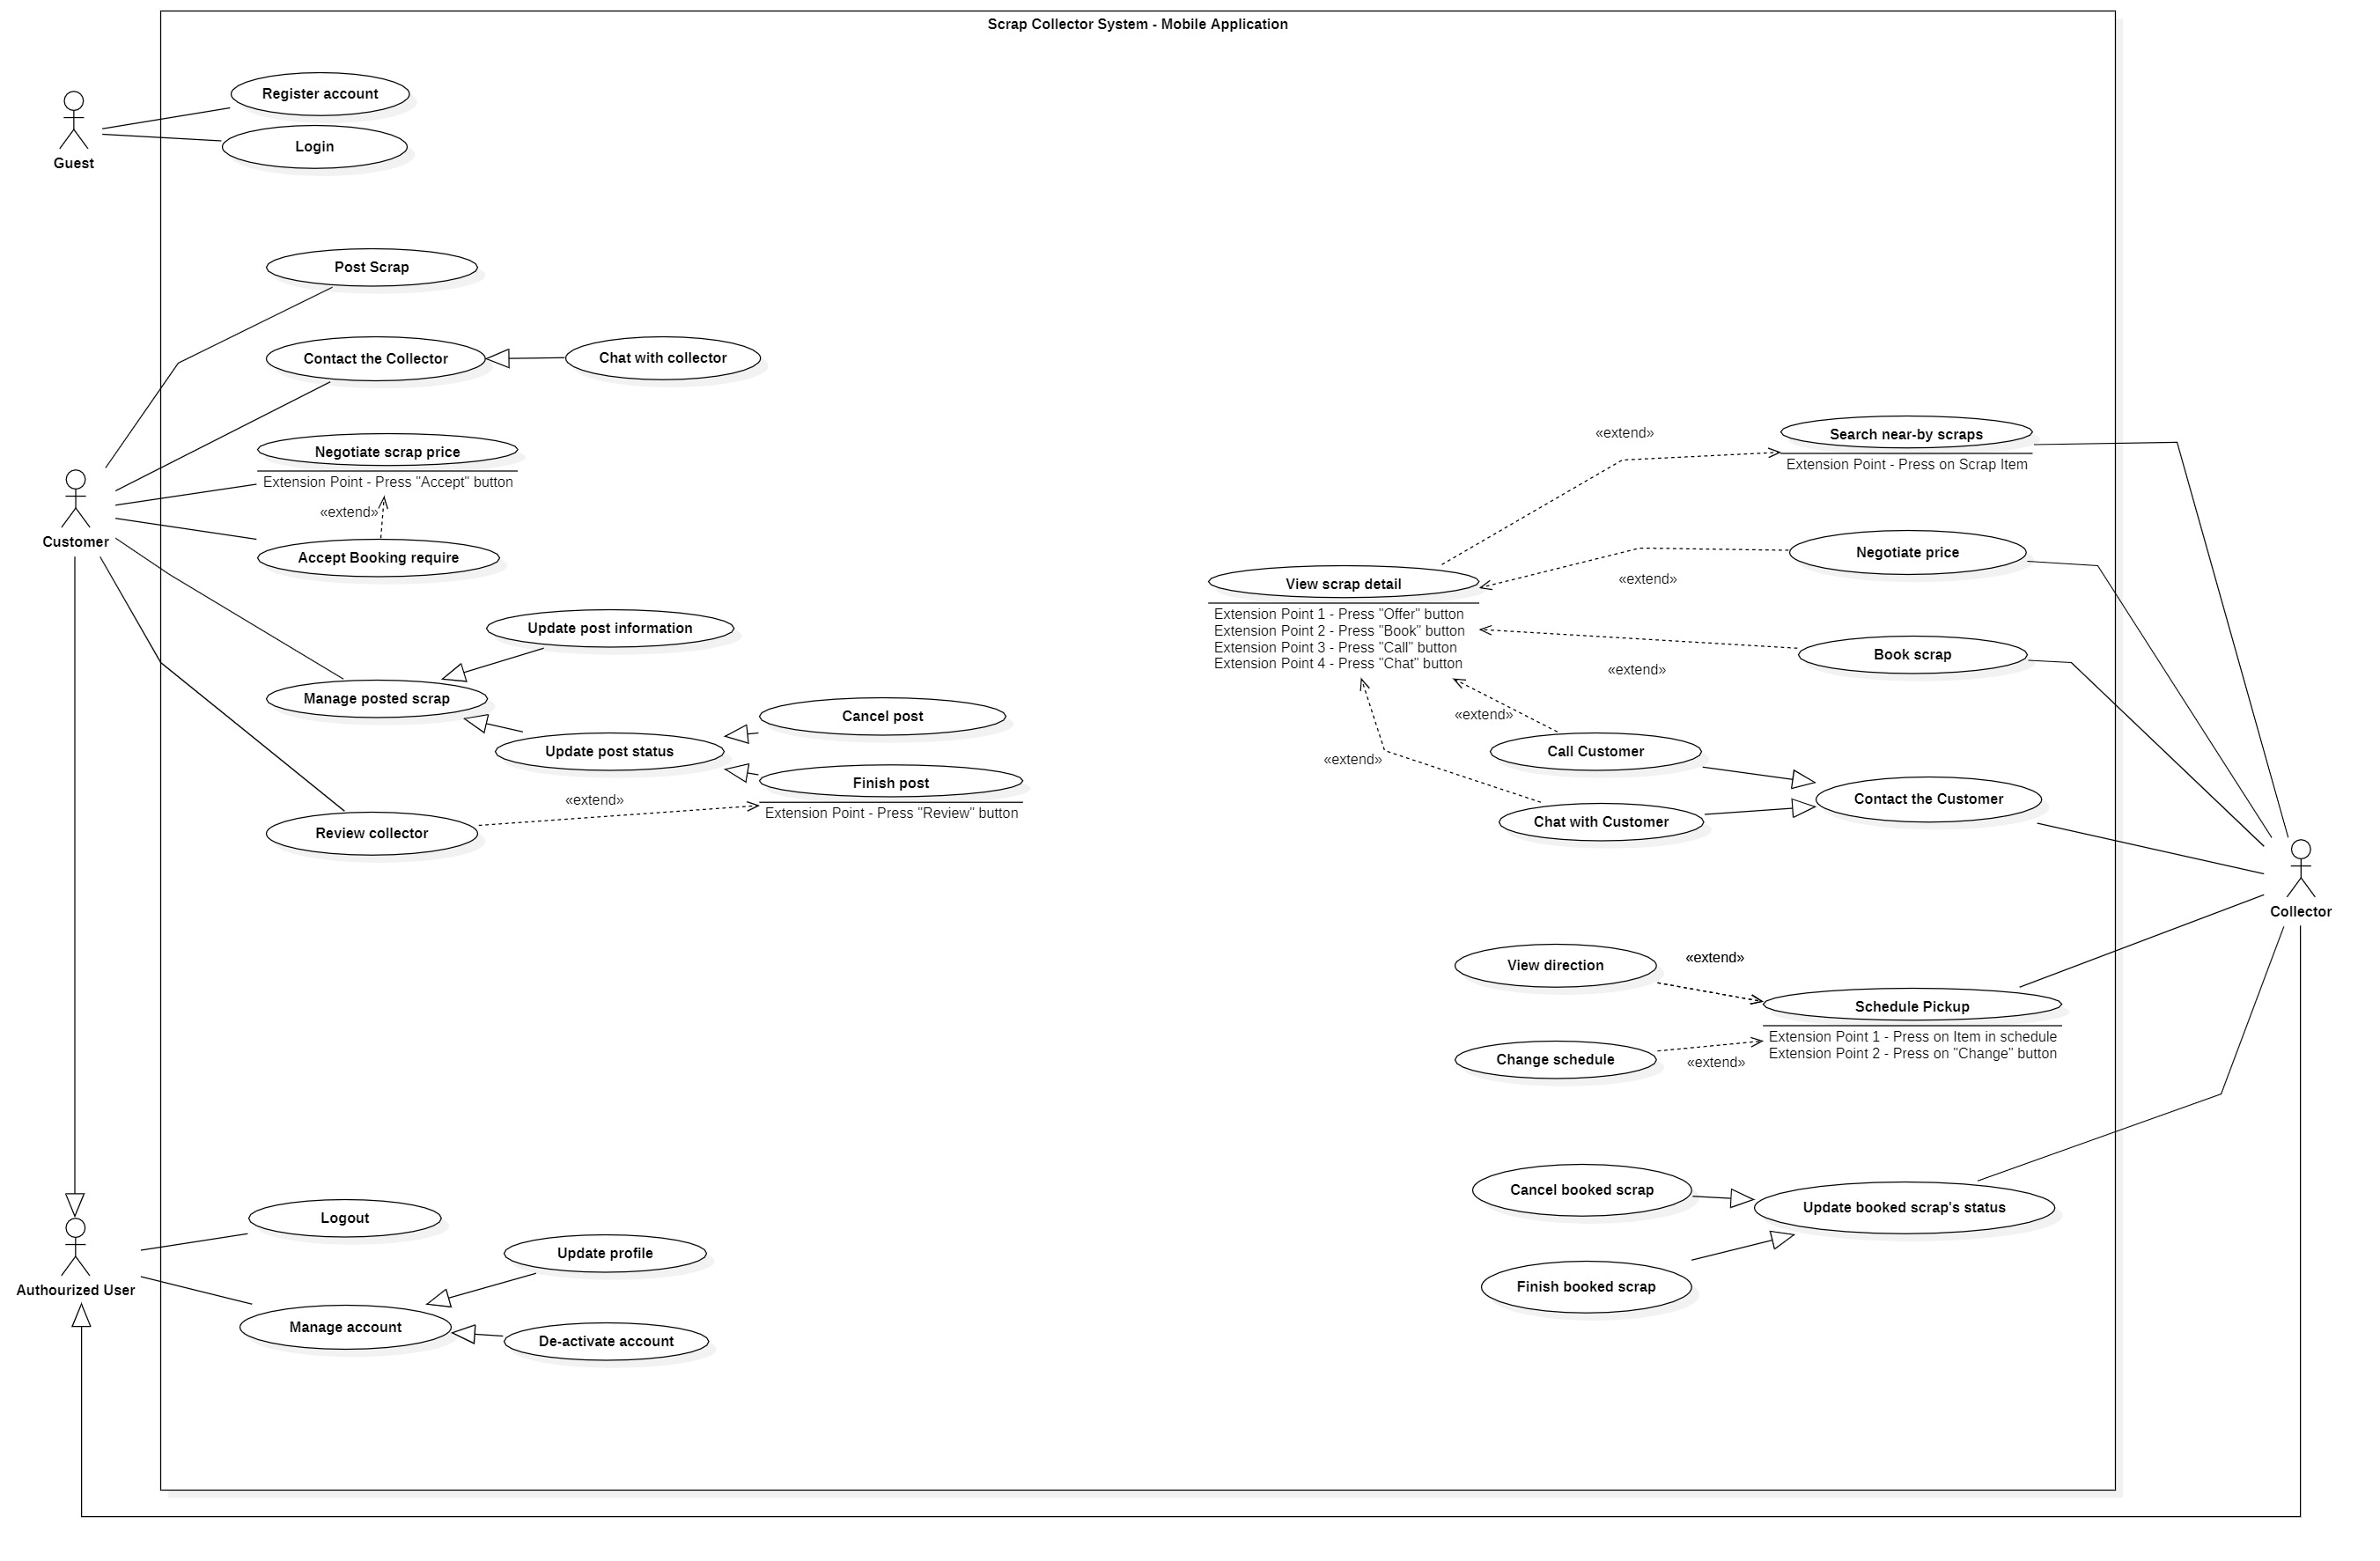 Scrap Collector System - Mobile Application
Register account
Login
Guest
Post Scrap
Contact the Collector
Chat with collector
Negotiate scrap price
Extension Point - Press "Accept" button
«extend»
Accept Booking require
Customer
Update post information
Manage posted scrap
Update post status
Cancel post
Finish post
Extension Point - Press "Review" button
«extend»
Review collector
«extend»
Search near-by scraps
Extension Point - Press on Scrap Item
View scrap detail
Extension Point 1 - Press "Offer" button
Extension Point 2 - Press "Book" button
Extension Point 3 - Press "Call" button
Extension Point 4 - Press "Chat" button
Negotiate price
«extend»
Book scrap
«extend»
«extend»
Call Customer
«extend»
Chat with Customer
Contact the Customer
Collector
View direction
«extend»
Schedule Pickup
Extension Point 1 - Press on Item in schedule
Extension Point 2 - Press on "Change" button
Change schedule
«extend»
Cancel booked scrap
Update booked scrap's status
Finish booked scrap
Logout
Update profile
Authourized User
Manage account
De-activate account